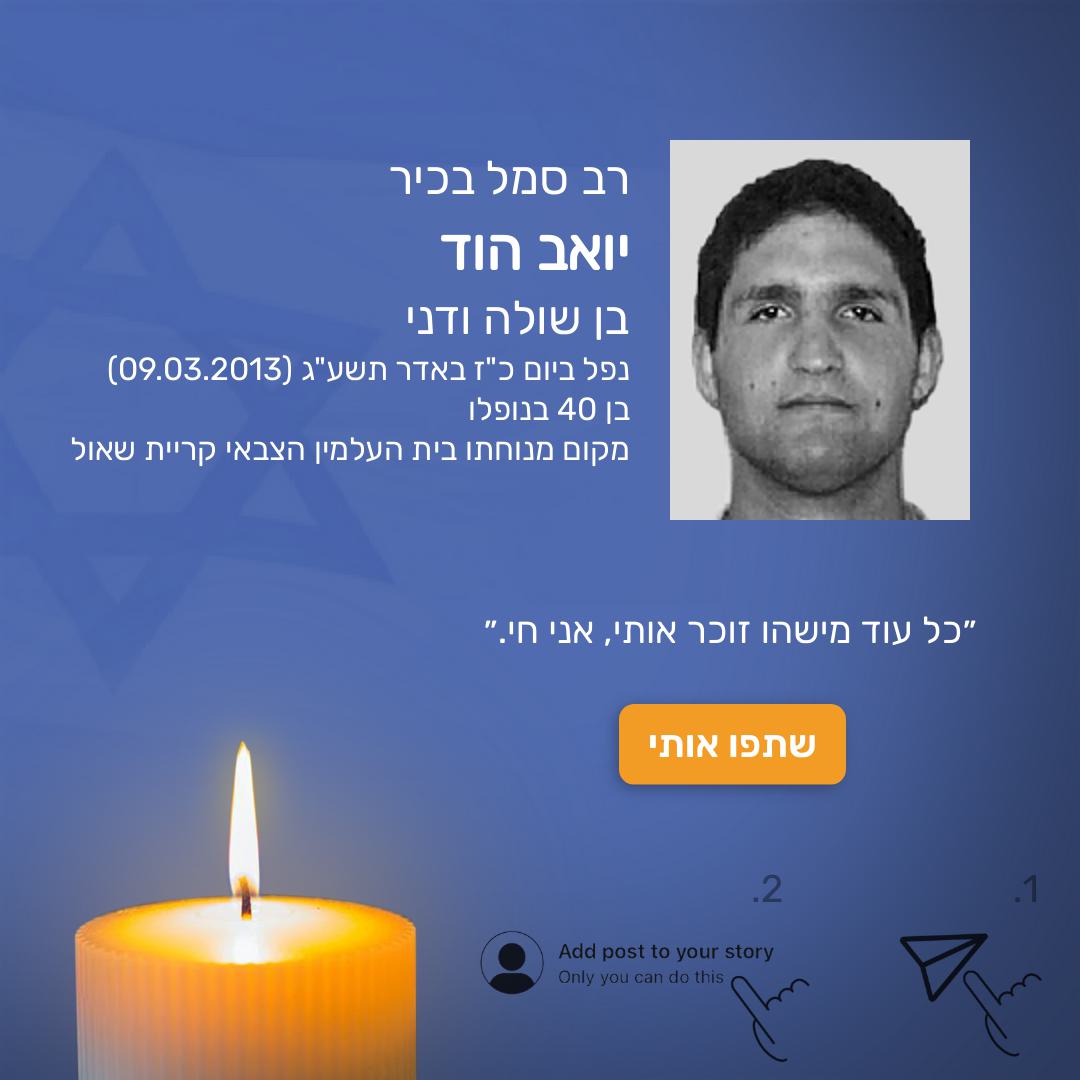 רב סמל בכיר
יואב הוד
בן שולה ודני
נפל ביום כ"ז באדר תשע"ג (09.03.2013)
בן 40 בנופלו
מקום מנוחתו בית העלמין הצבאי קריית שאול
״כל עוד מישהו זוכר אותי, אני חי.״
שתפו אותי
.1
.2
Add post to your story
Only you can do this